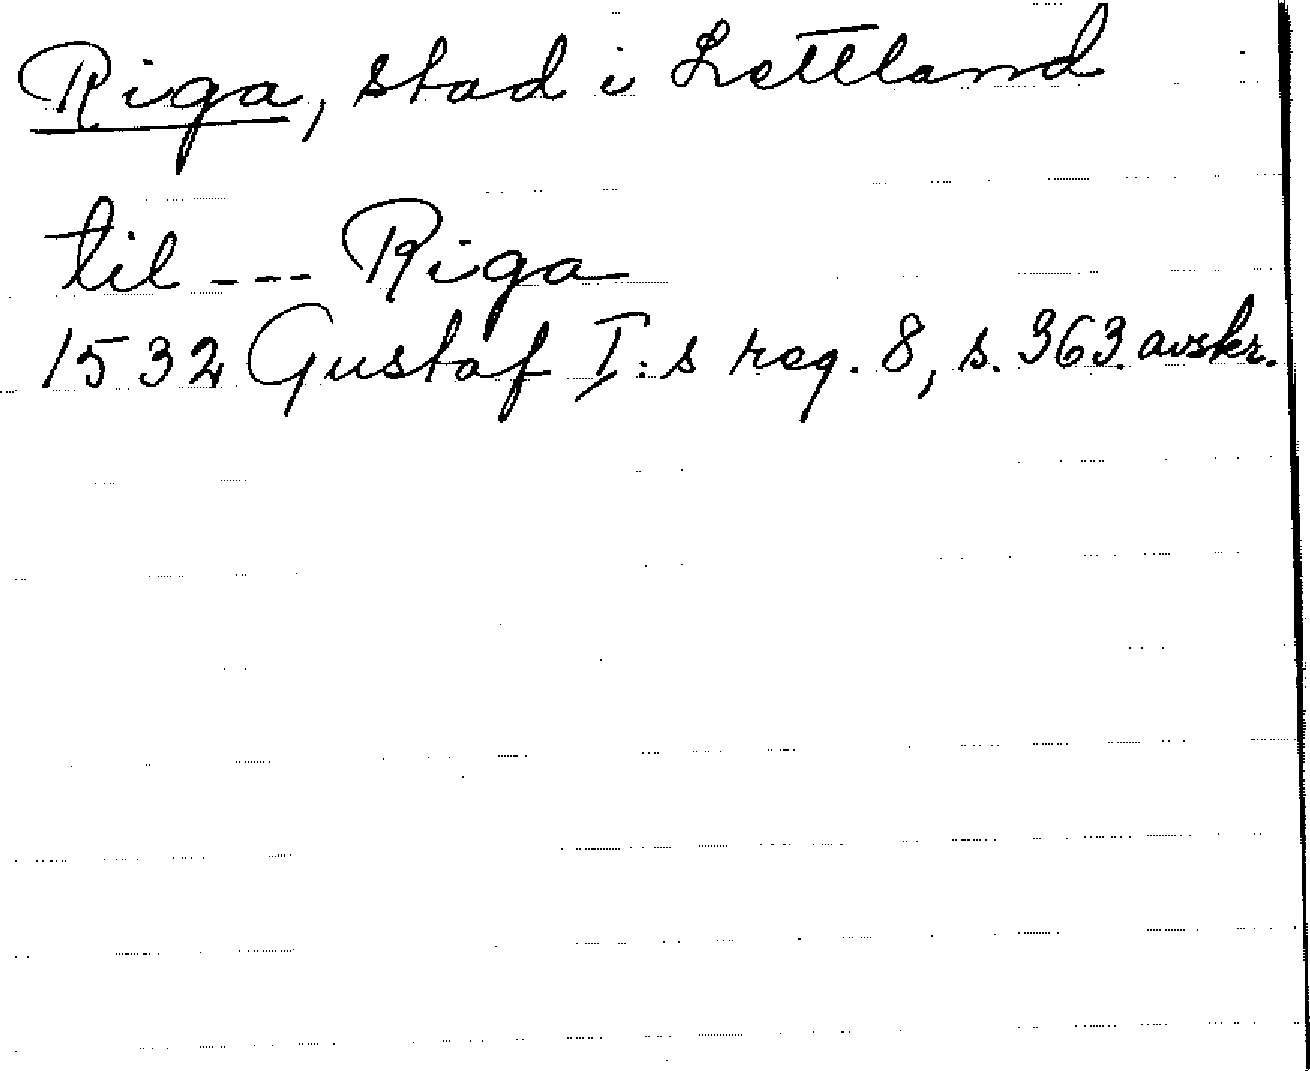 Riga, stad i Lettland
til --- Riga
1532 Gustaf I:s reg. 8, s. 363. avskr.